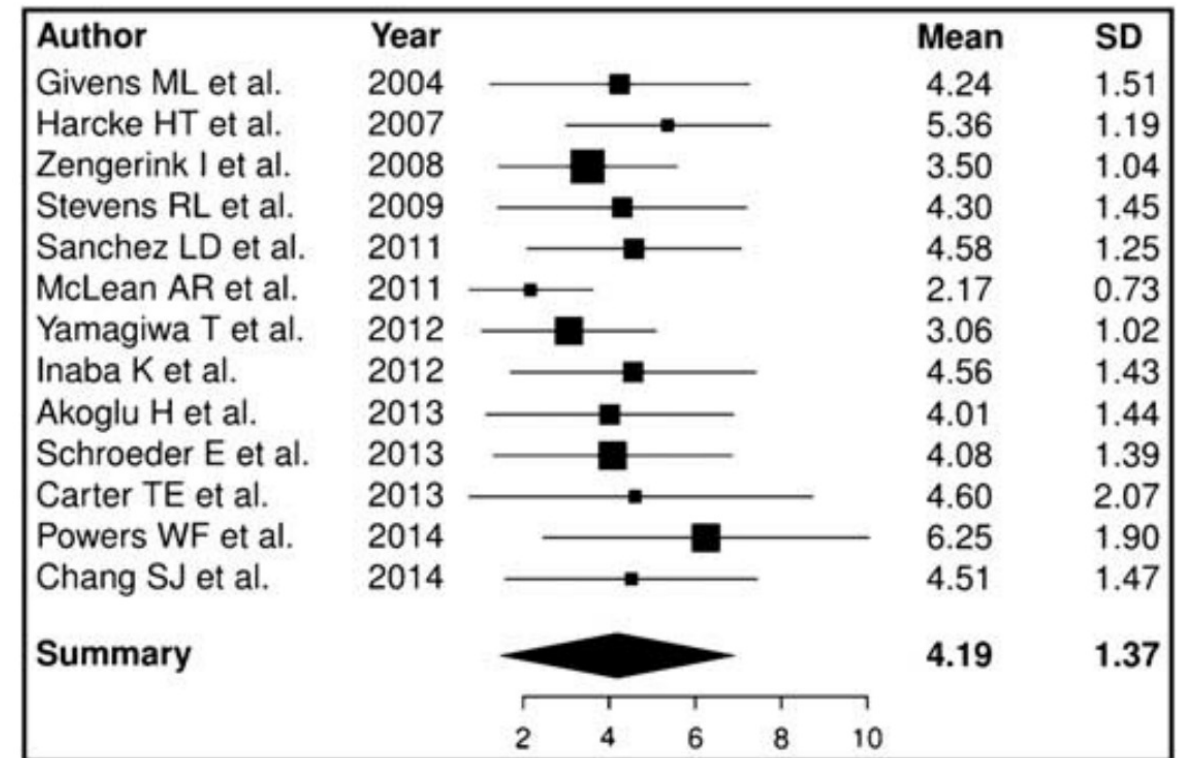 Author Year Mean SD
Givens ML et al. 2004 4.24 1.51
Harcke HT et al. 2007 5.36 1.19
Zengerink I et al. 2008 3.50 1.04
Stevens RL et al. 2009 4.30 1.45
Sanchez LD et al. 2011 4.58 1.25
McLean AR et al. 2011 2.17 0.73
Yamagiwa T et al. 2012 3.06 1.02
Inaba K et al. 2012 4.56 1.43
Akoglu H et al. 2013 4.01 1.44
Schroeder E et al. 2013 4.08 1.39
Carter TE et al. 2013 4.60 2.07
Powers WF et al. 2014 6.25 1.90
Chang SJ et al. 2014 4.51 1.47
Summary 4.19 1.37
2 4 6 8 10